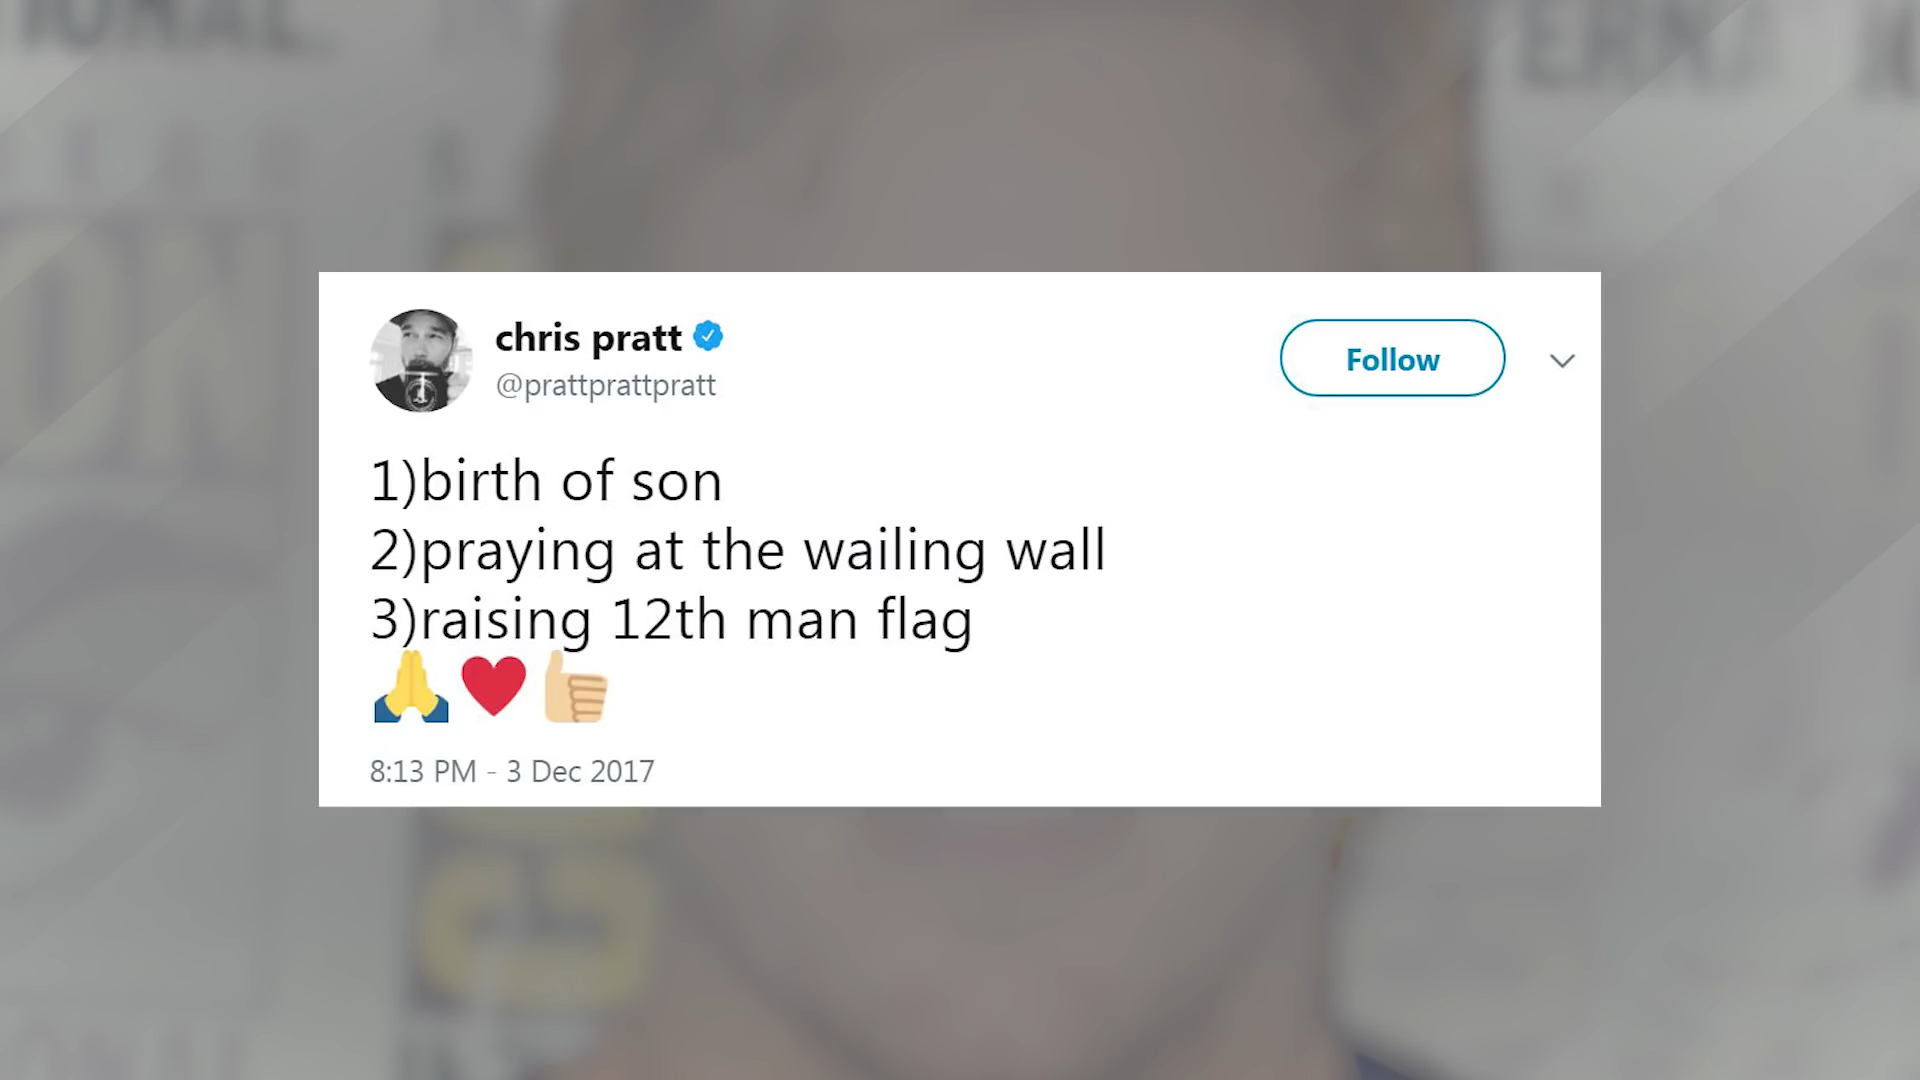 chris pratt
@prattprattpratt
Follow
1)birth of son
2)praying at the wailing wall
3)raising 12th man flag
🙏❤️👍🏼
8:13 PM - 3 Dec 2017